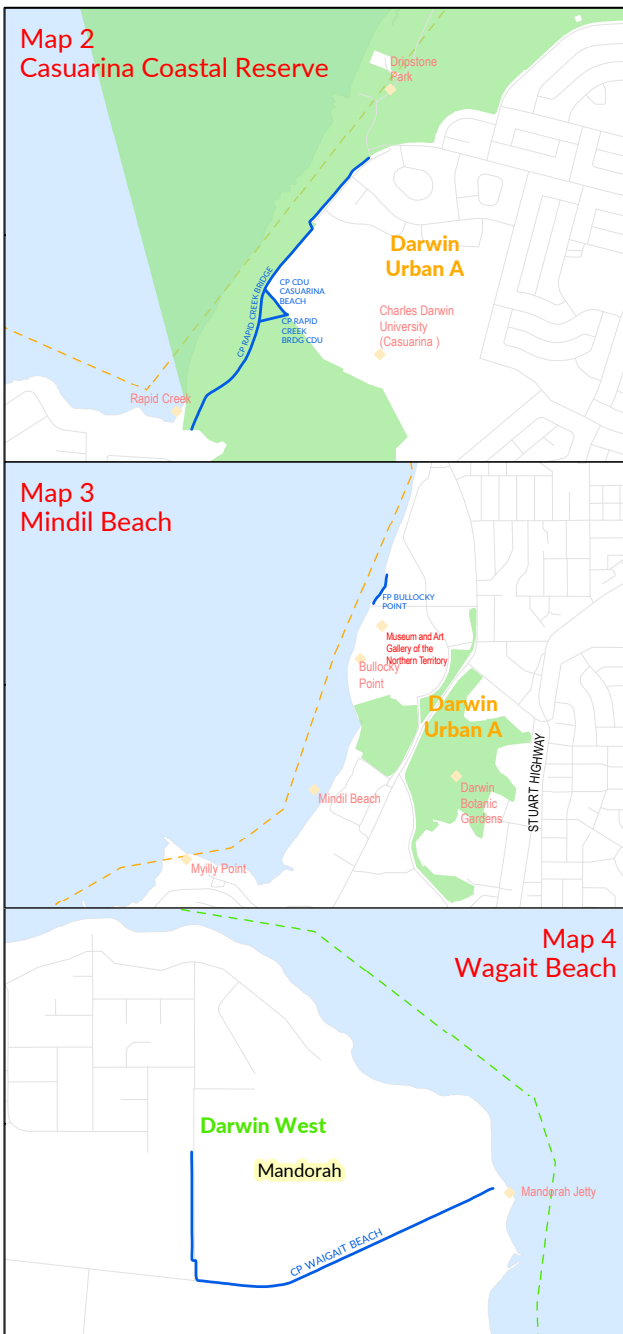 Map 2
Casuarina Coastal Reserve
Dripstone
Park
Darwin
Urban A
CP CDU
CASUARINA
BEACH
CP RAPID CREEK BRIDGE
CP RAPID
CREEK
BRDG CDU
Charles Darwin
University
(Casuarina )
Rapid Creek
Map 3
Mindil Beach
FP BULLOCKY
POINT
Museum and Art
Gallery of the
Northern Territory
Bullocky
Point
Darwin
Urban A
STUART HIGHWAY
Mindil Beach
Darwin
Botanic
Gardens
Myilly Point
Map 4
Wagait Beach
Darwin West
Mandorah
Mandorah Jetty
CP WAIGAIT BEACH